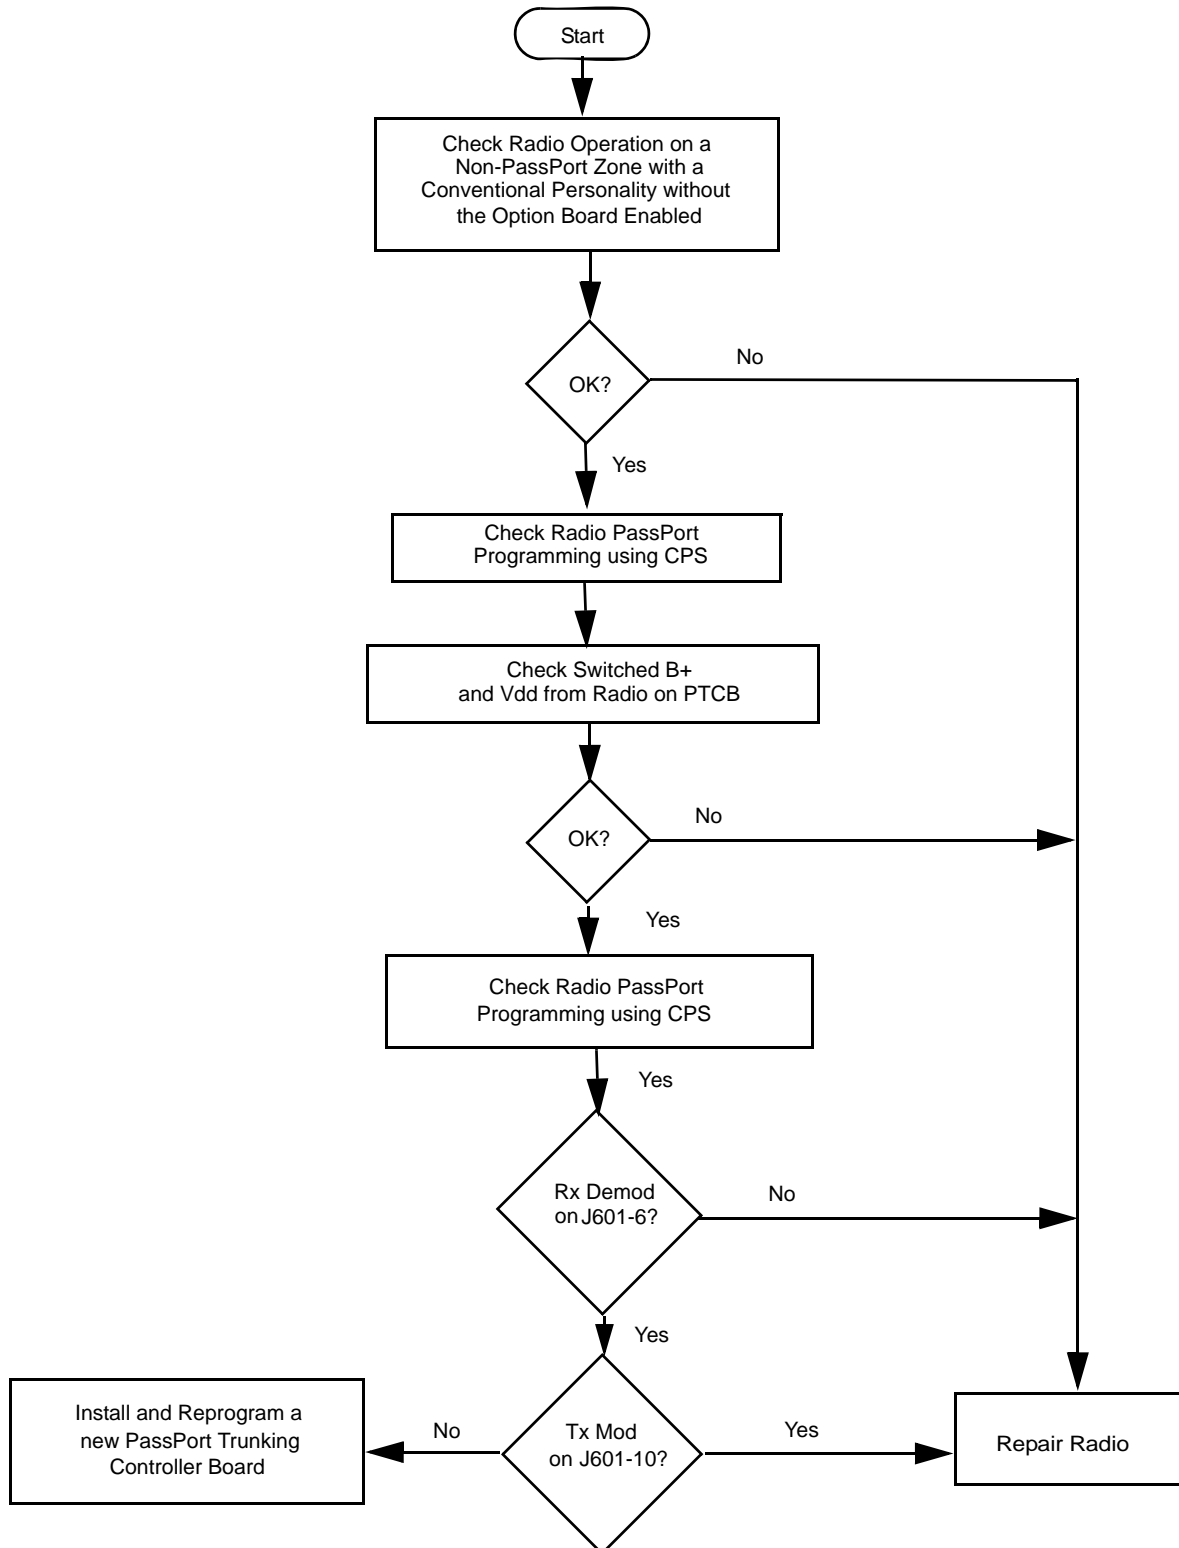 Start
Check Radio Operation on a
Non-PassPort Zone with a
Conventional Personality without
the Option Board Enabled
OK?
No
Yes
Check Radio PassPort
Programming using CPS
Check Switched B+
and Vdd from Radio on PTCB
OK?
No
Yes
Check Radio PassPort
Programming using CPS
Yes
Rx Demod
on J601-6?
No
Yes
Install and Reprogram a
new PassPort Trunking
Controller Board
No
Tx Mod
on J601-10?
Yes
Repair Radio